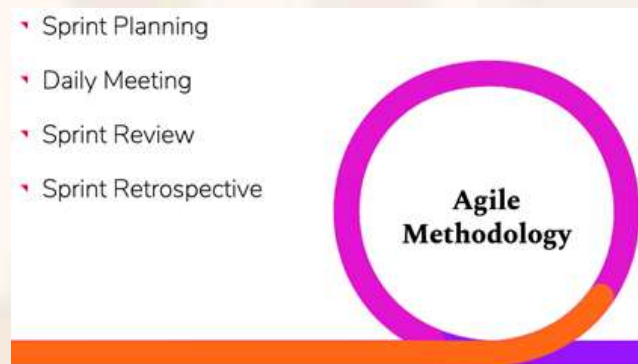 Sprint Planning
Daily Meeting
Sprint Review
Sprint Retrospective
Agile
Methodology